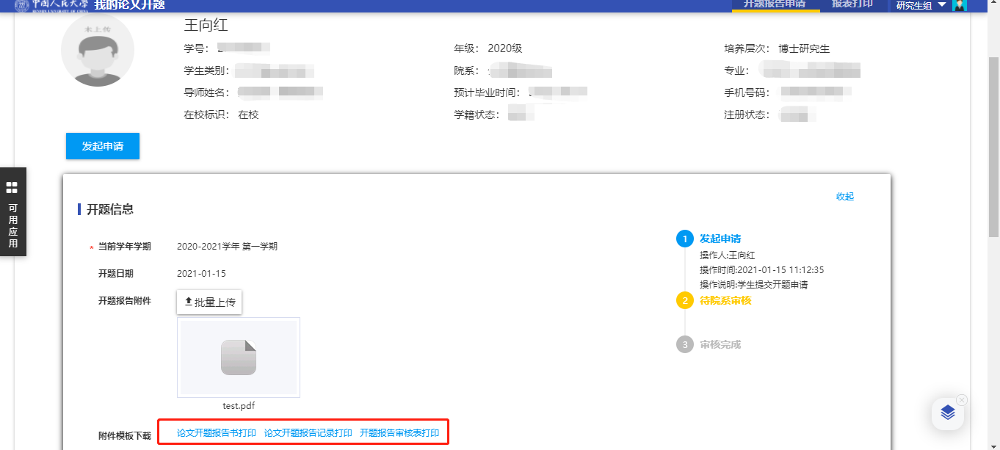 中国人民大学 我的论文开题 开题报告申请 报表打印 研究生组
RENMIN UNIVERSITY OF CHINA
未上传
王向红
学号: 年级: 2020级 培养层次: 博士研究生
学生类别: 院系: 专业:
导师姓名: 预计毕业时间: 手机号码:
在校标识: 在校 学籍状态: 注册状态:
发起申请
可用应用
收起
开题信息
* 当前学年学期 2020-2021学年 第一学期
开题日期 2021-01-15
开题报告附件 批量上传
test.pdf
附件模板下载 论文开题报告书打印 论文开题报告记录打印 开题报告审核表打印
1 发起申请
操作人:王向红
操作时间:2021-01-15 11:12:35
操作说明:学生提交开题申请
2 待院系审核
3 审核完成